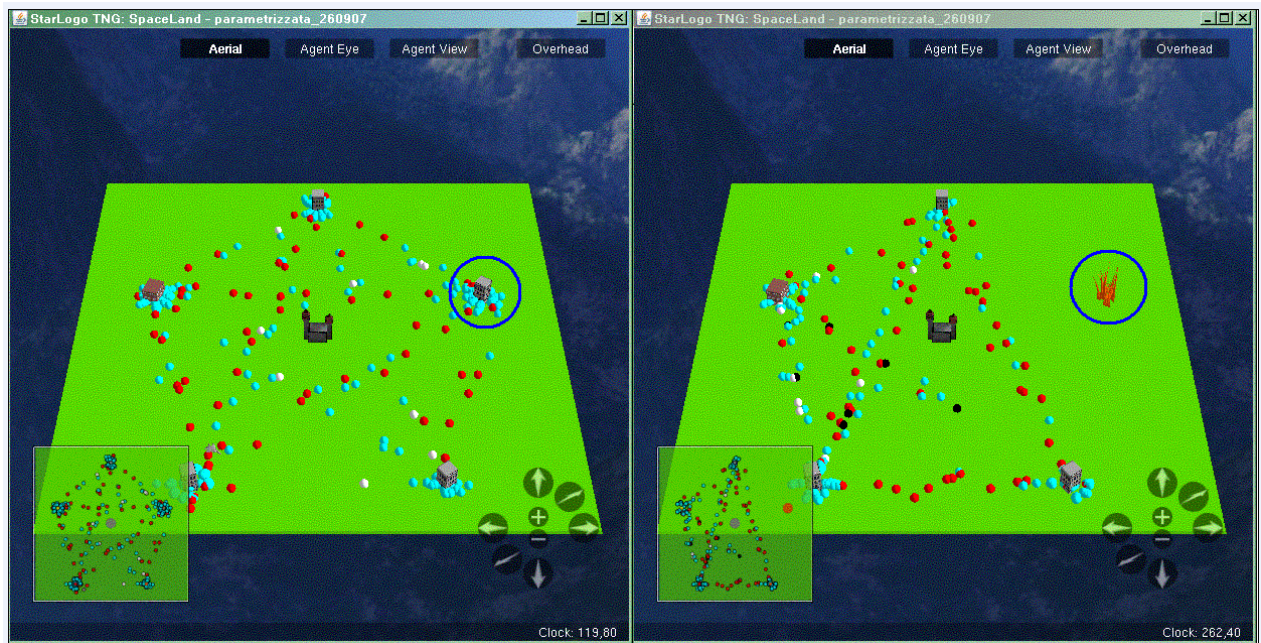 StarLogo TNG: SpaceLand - parametrizzata_260907
Aerial Agent Eye Agent View Overhead
Clock: 119,80
StarLogo TNG: SpaceLand - parametrizzata_260907
Aerial Agent Eye Agent View Overhead
Clock: 262,40